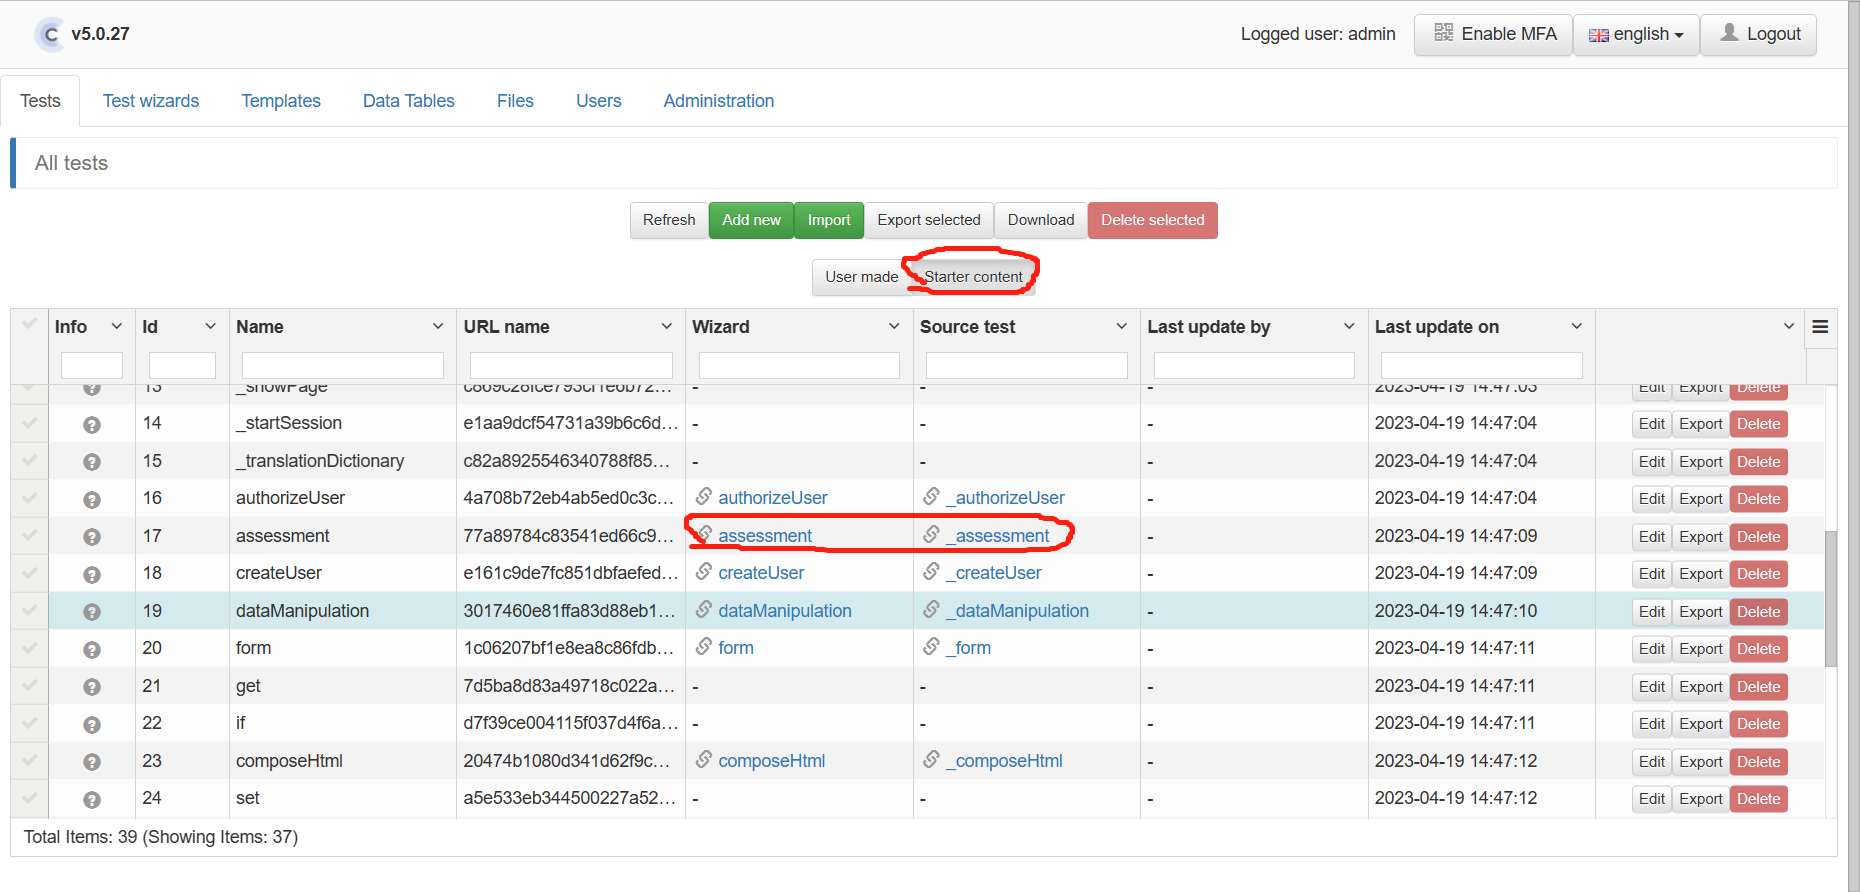 C v5.0.27
Logged user: admin
Enable MFA
english
Logout
Tests Test wizards Templates Data Tables Files Users Administration
All tests
Refresh Add new Import Export selected Download Delete selected
User made Starter content
Info Id Name URL name Wizard Source test Last update by Last update on
13 _showPage - - - 2023-04-19 14:47:03 Edit Export Delete
14 _startSession e1aa9dcf54731a39b6c6d... - - - 2023-04-19 14:47:04 Edit Export Delete
15 _translationDictionary c82a8925546340788f85... - - - 2023-04-19 14:47:04 Edit Export Delete
16 authorizeUser 4a708b72eb4ab5ed0c3c... authorizeUser _authorizeUser - 2023-04-19 14:47:04 Edit Export Delete
17 assessment 77a89784c83541ed66c9... assessment _assessment - 2023-04-19 14:47:09 Edit Export Delete
18 createUser e161c9de7fc851dbfaefed... createUser _createUser - 2023-04-19 14:47:09 Edit Export Delete
19 dataManipulation 3017460e81ffa83d88eb1... dataManipulation _dataManipulation - 2023-04-19 14:47:10 Edit Export Delete
20 form 1c06207bf1e8ea8c86fdb... form _form - 2023-04-19 14:47:11 Edit Export Delete
21 get 7d5ba8d83a49718c022a... - - - 2023-04-19 14:47:11 Edit Export Delete
22 if d7f39ce004115f037d4f6a... - - - 2023-04-19 14:47:11 Edit Export Delete
23 composeHtml 20474b1080d341d62f9c... composeHtml _composeHtml - 2023-04-19 14:47:12 Edit Export Delete
24 set a5e533eb344500227a52... - - - 2023-04-19 14:47:12 Edit Export Delete
Total Items: 39 (Showing Items: 37)